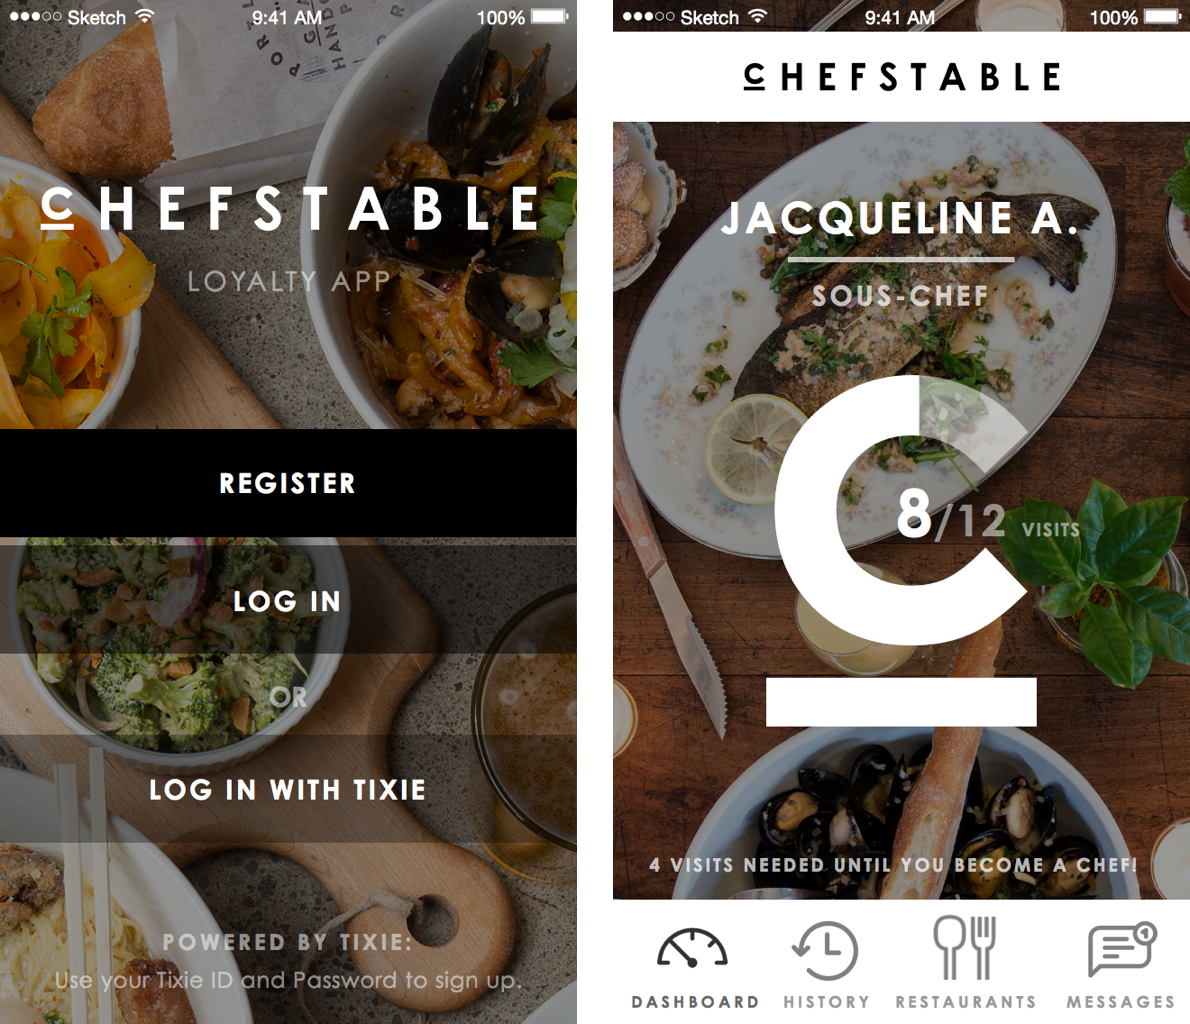 Sketch 9:41 AM 100%
CHEFSTABLE
LOYALTY APP
REGISTER
LOG IN
OR
LOG IN WITH TIXIE
POWERED BY TIXIE:
Use your Tixie ID and Password to sign up.
Sketch 9:41 AM 100%
CHEFSTABLE
JACQUELINE A.
SOUS-CHEF
C
8/12 VISITS
4 VISITS NEEDED UNTIL YOU BECOME A CHEF!
1
DASHBOARD HISTORY RESTAURANTS MESSAGES